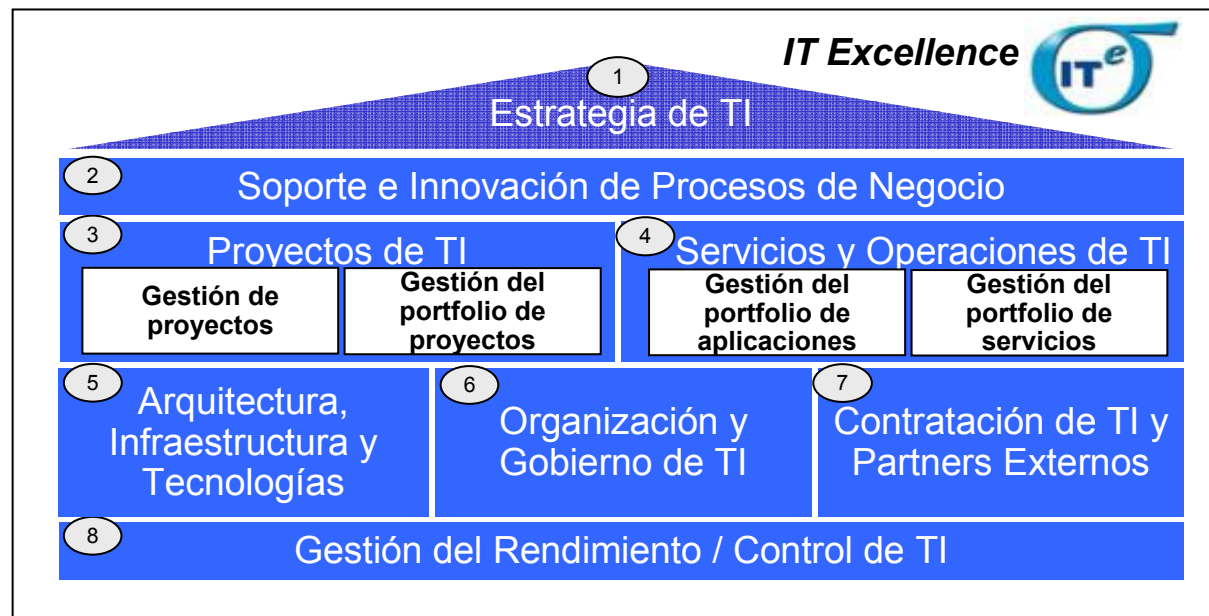 IT Excellence
ITe
1
Estrategia de TI
2
Soporte e Innovación de Procesos de Negocio
3
Proyectos de TI
Gestión de
proyectos
Gestión del
portfolio de
proyectos
4
Servicios y Operaciones de TI
Gestión del
portfolio de
aplicaciones
Gestión del
portfolio de
servicios
5
Arquitectura,
Infraestructura y
Tecnologías
6
Organización y
Gobierno de TI
7
Contratación de TI y
Partners Externos
8
Gestión del Rendimiento / Control de TI